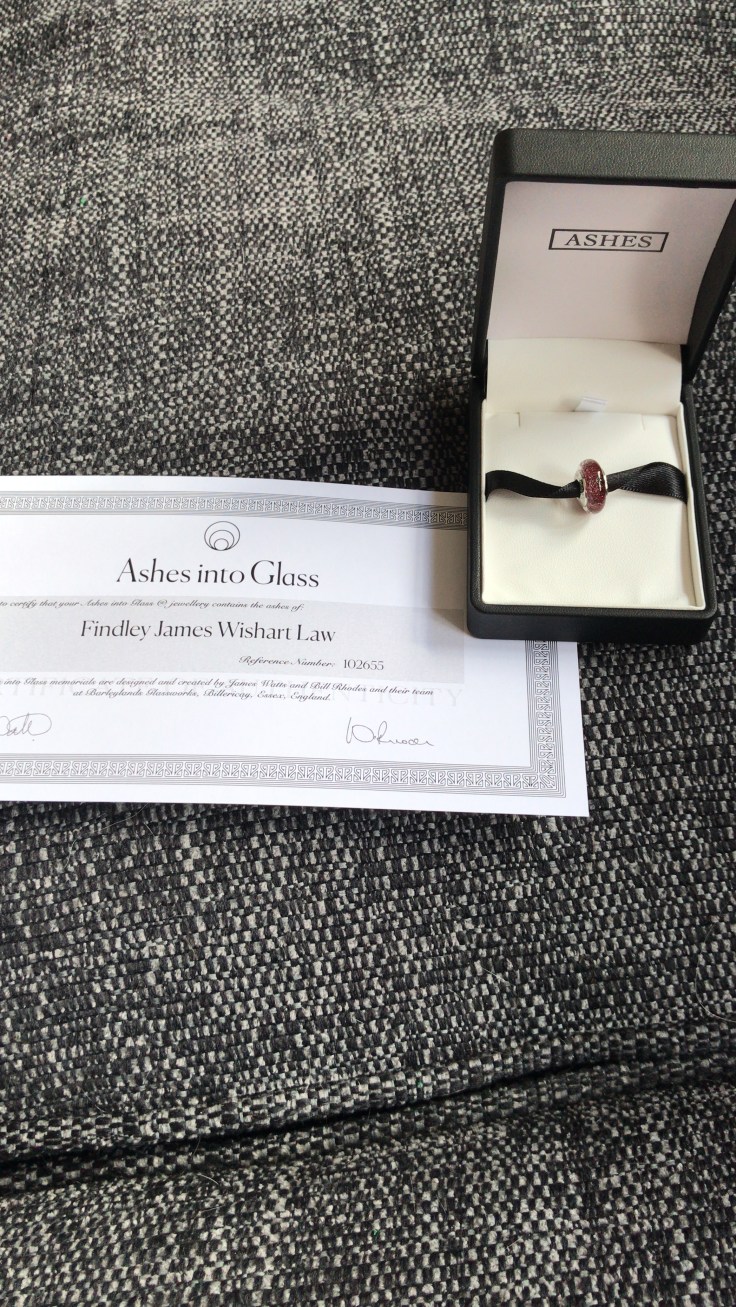 ASHES
Ashes into Glass
to certify that your Ashes into Glass ® jewellery contains the ashes of:
Findley James Wishart Law
Reference Number: 102655
into Glass memorials are designed and created by James Watts and Bill Rhodes and their team
at Barleylands Glassworks, Billericay, Essex, England.